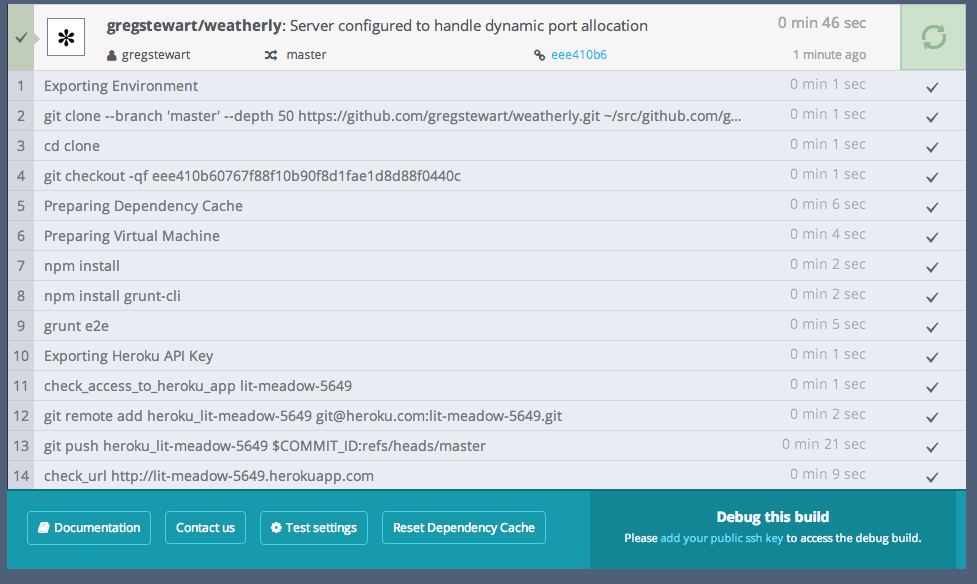 gregstewart/weatherly: Server configured to handle dynamic port allocation 0 min 46 sec
gregstewart master eee410b6 1 minute ago
1 Exporting Environment 0 min 1 sec
2 git clone --branch 'master' --depth 50 https://github.com/gregstewart/weatherly.git ~/src/github.com/g... 0 min 1 sec
3 cd clone 0 min 1 sec
4 git checkout -qf eee410b60767f88f10b90f8d1fae1d8d88f0440c 0 min 1 sec
5 Preparing Dependency Cache 0 min 6 sec
6 Preparing Virtual Machine 0 min 4 sec
7 npm install 0 min 2 sec
8 npm install grunt-cli 0 min 2 sec
9 grunt e2e 0 min 5 sec
10 Exporting Heroku API Key 0 min 1 sec
11 check_access_to_heroku_app lit-meadow-5649 0 min 1 sec
12 git remote add heroku_lit-meadow-5649 git@heroku.com:lit-meadow-5649.git 0 min 2 sec
13 git push heroku_lit-meadow-5649 $COMMIT_ID:refs/heads/master 0 min 21 sec
14 check_url http://lit-meadow-5649.herokuapp.com 0 min 9 sec
Documentation Contact us Test settings Reset Dependency Cache
Debug this build
Please add your public ssh key to access the debug build.